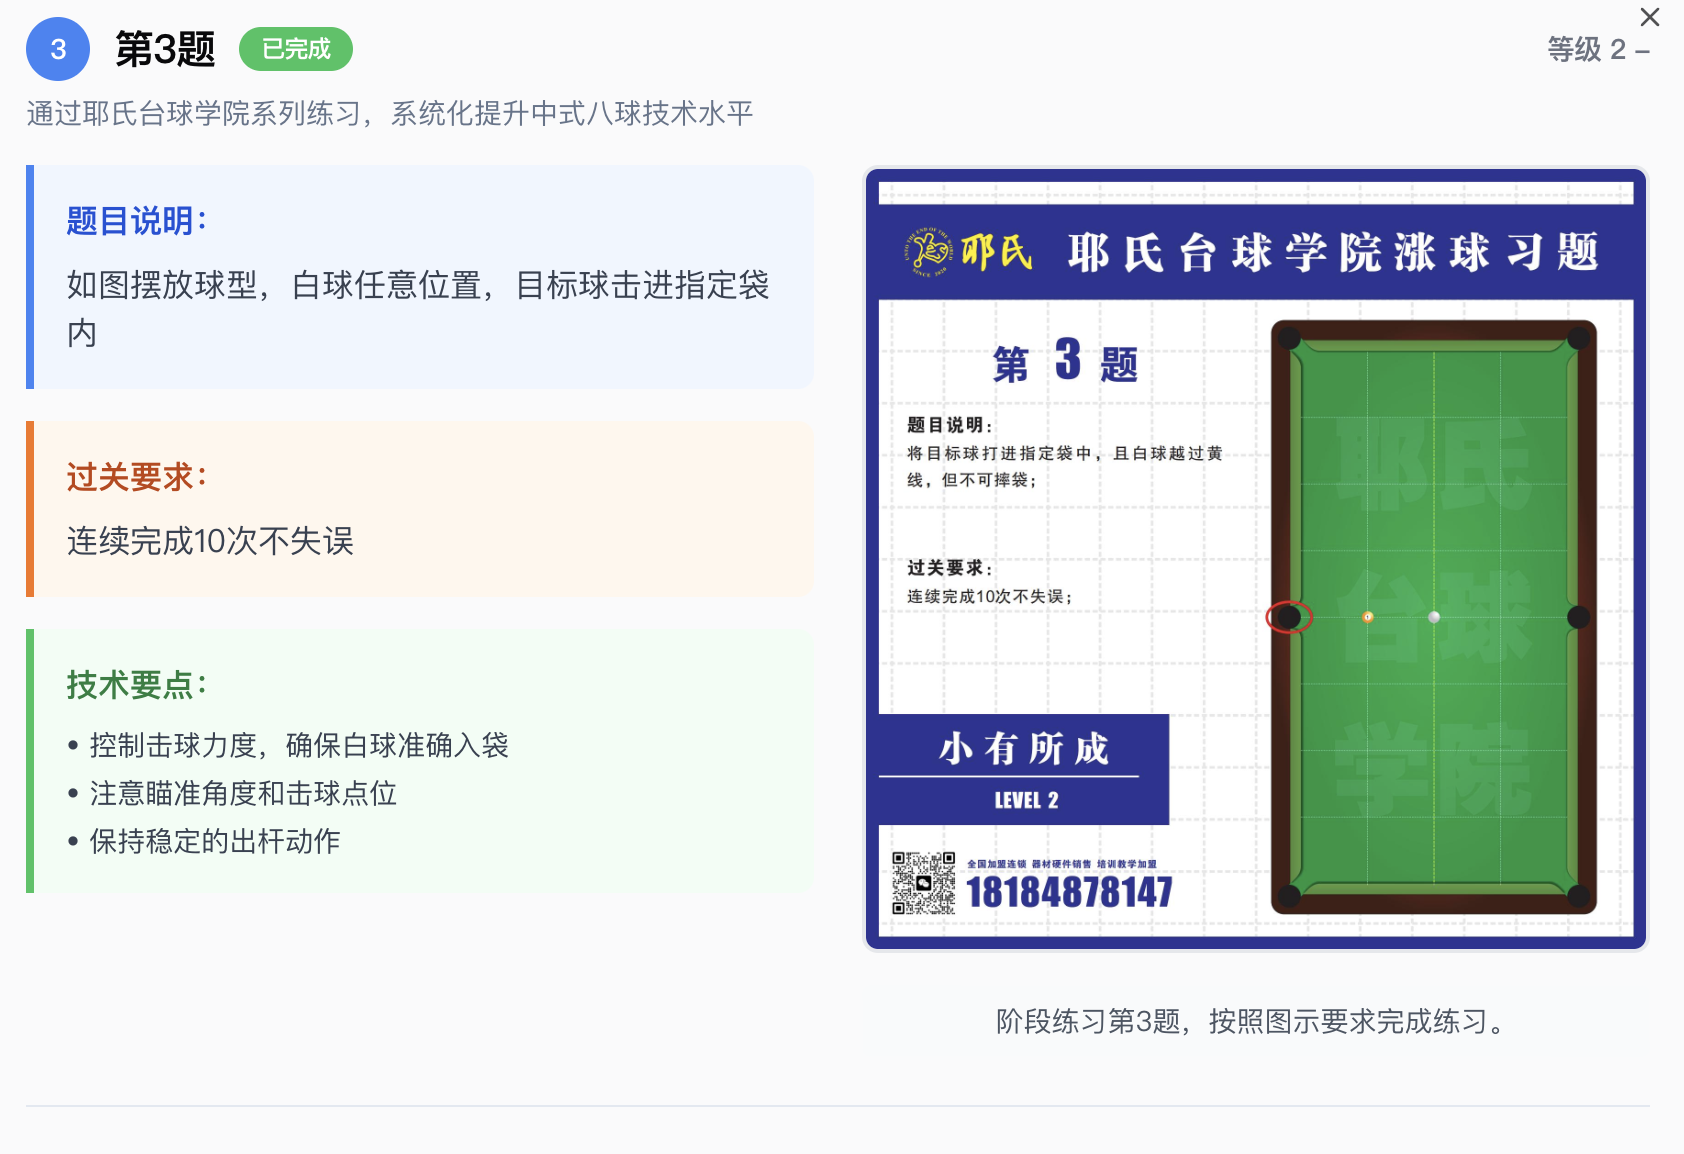 3
第3题
已完成
等级 2 –
通过耶氏台球学院系列练习，系统化提升中式八球技术水平
题目说明：
如图摆放球型，白球任意位置，目标球击进指定袋
内
过关要求：
连续完成10次不失误
技术要点：
• 控制击球力度，确保白球准确入袋
• 注意瞄准角度和击球点位
• 保持稳定的出杆动作
UNTO THE END OF THE WORLD
SINCE 2020
耶氏
耶氏台球学院涨球习题
第 3 题
题目说明：
将目标球打进指定袋中，且白球越过黄
线，但不可摔袋；
过关要求：
连续完成10次不失误；
小有所成
LEVEL 2
全国加盟连锁 器材硬件销售 培训教学加盟
18184878147
耶氏
台球
学院
阶段练习第3题，按照图示要求完成练习。